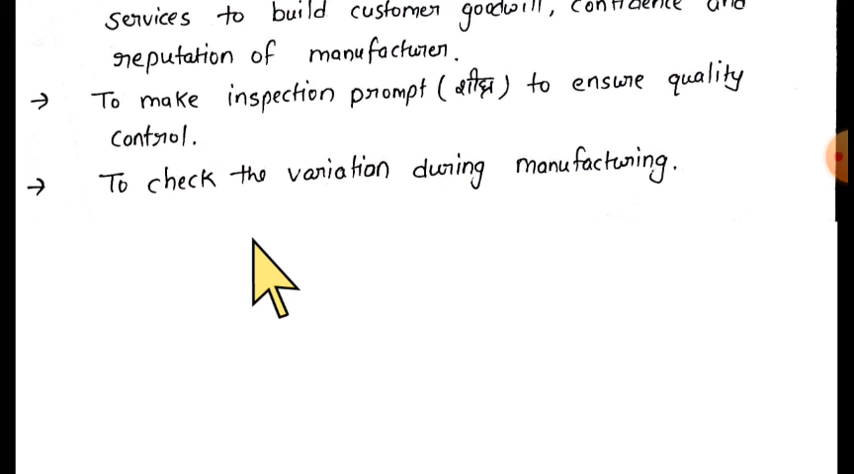 services to build customer goodwill, confidence and
reputation of manufacturer.
→ To make inspection prompt (शीघ्र) to ensure quality
control.
→ To check the variation during manufacturing.